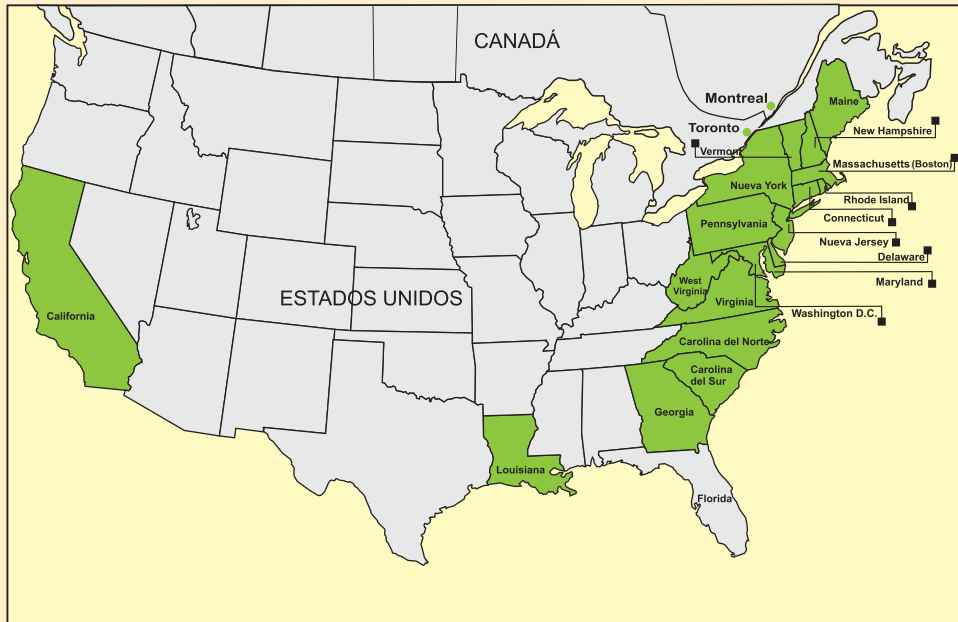 CANADÁ
Montreal
Toronto
Maine
New Hampshire
Vermont
Massachusetts (Boston)
Nueva York
Rhode Island
Connecticut
Pennsylvania
Nueva Jersey
Delaware
Maryland
West
Virginia
Virginia
Washington D.C.
ESTADOS UNIDOS
California
Carolina del Norte
Carolina
del Sur
Georgia
Louisiana
Florida